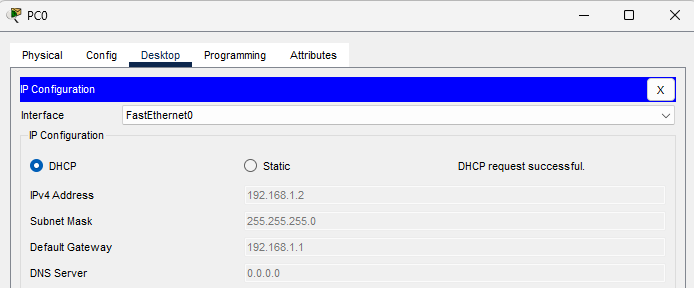 PC0
Physical Config Desktop Programming Attributes
IP Configuration
X
Interface FastEthernet0
IP Configuration
DHCP Static DHCP request successful.
IPv4 Address 192.168.1.2
Subnet Mask 255.255.255.0
Default Gateway 192.168.1.1
DNS Server 0.0.0.0